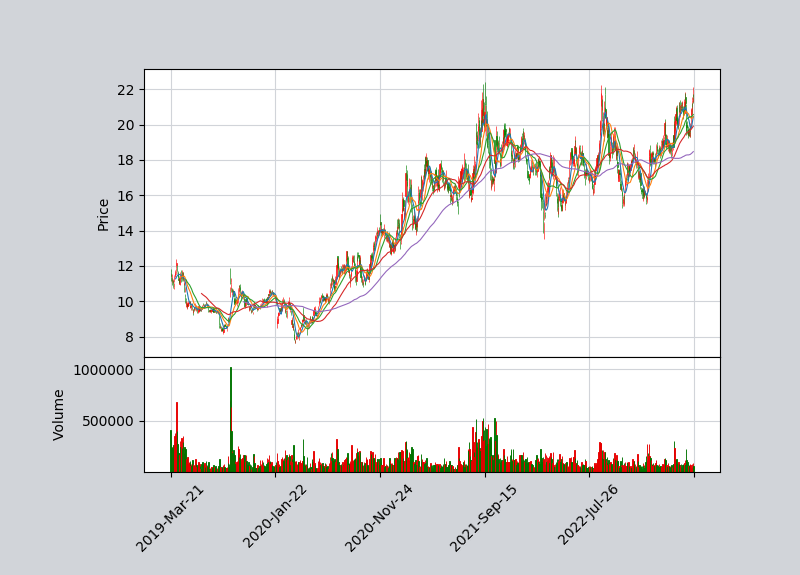 Price
22
20
18
16
14
12
10
8
Volume
1000000
500000
2019-Mar-21
2020-Jan-22
2020-Nov-24
2021-Sep-15
2022-Jul-26